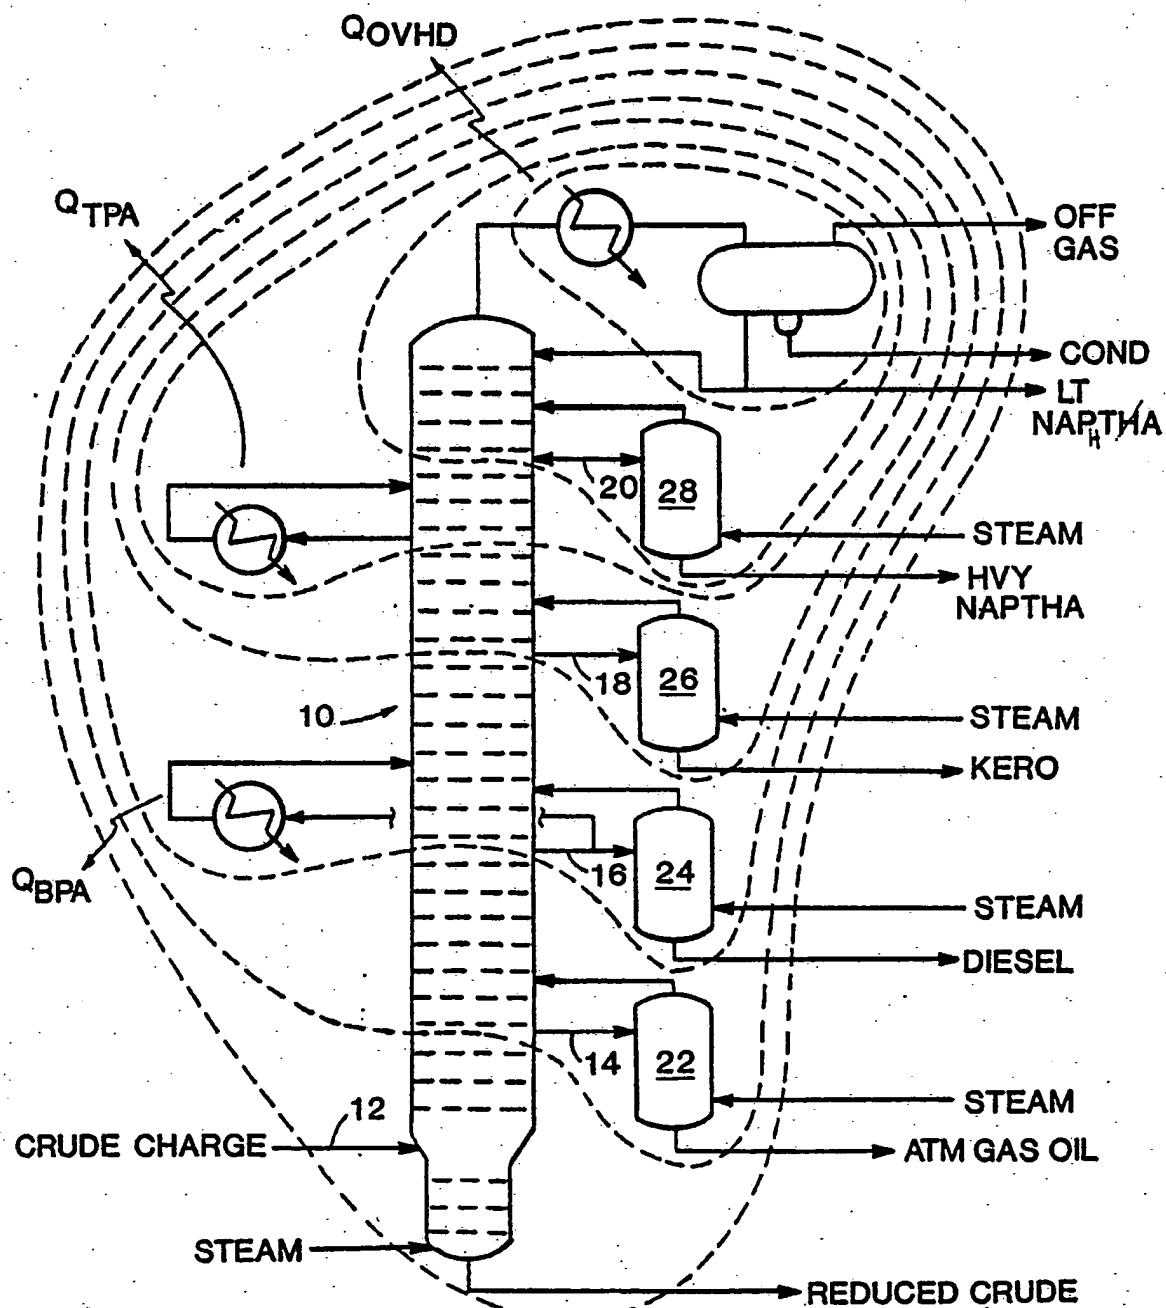 QOVHD
QTPA
OFF
GAS
COND
LT
NAPHTHA
20
28
STEAM
HVY
NAPTHA
18
26
10
STEAM
KERO
QBPA
16
24
STEAM
DIESEL
14
22
12
STEAM
CRUDE CHARGE
ATM GAS OIL
STEAM
REDUCED CRUDE